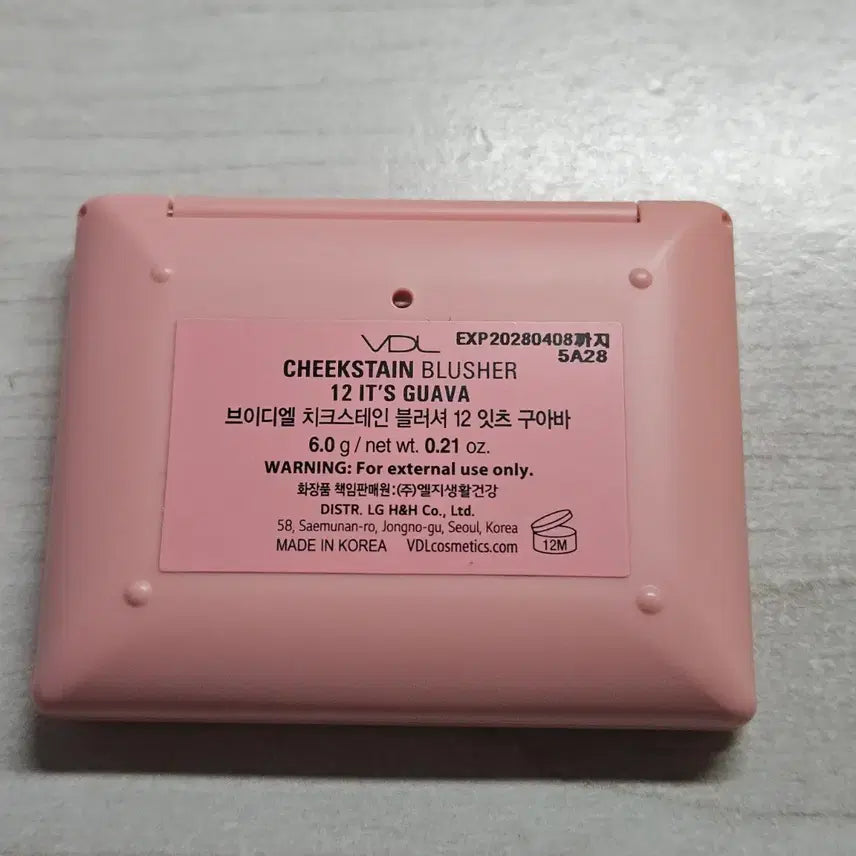 VDL EXP20280408까지
5A28
CHEEKSTAIN BLUSHER
12 IT'S GUAVA
브이디엘 치크스테인 블러셔 12 잇츠 구아바
6.0 g / net wt. 0.21 oz.
WARNING: For external use only.
화장품 책임판매원:(주)엘지생활건강
DISTR. LG H&H Co., Ltd.
58, Saemunan-ro, Jongno-gu, Seoul, Korea
MADE IN KOREA VDLcosmetics.com 12M